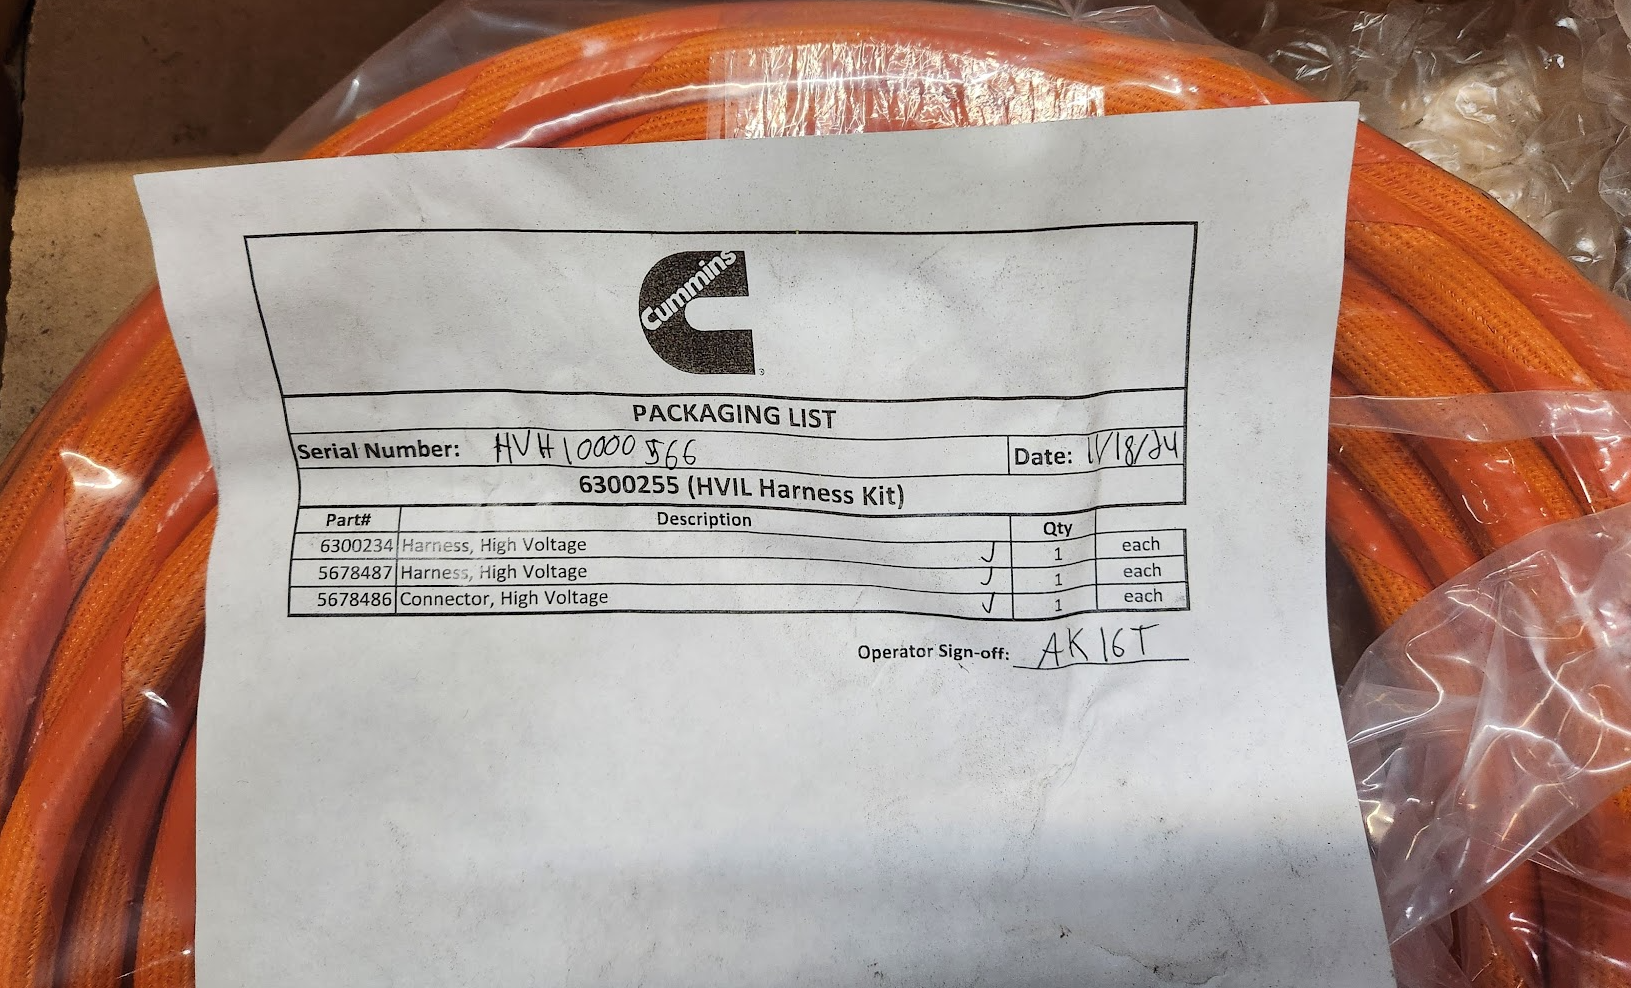 Cummins
PACKAGING LIST
Serial Number: HVH10000566 Date: 11/18/24
6300255 (HVIL Harness Kit)
Part# Description Qty
6300234 Harness, High Voltage ✓ 1 each
5678487 Harness, High Voltage ✓ 1 each
5678486 Connector, High Voltage ✓ 1 each
Operator Sign-off: AK16T